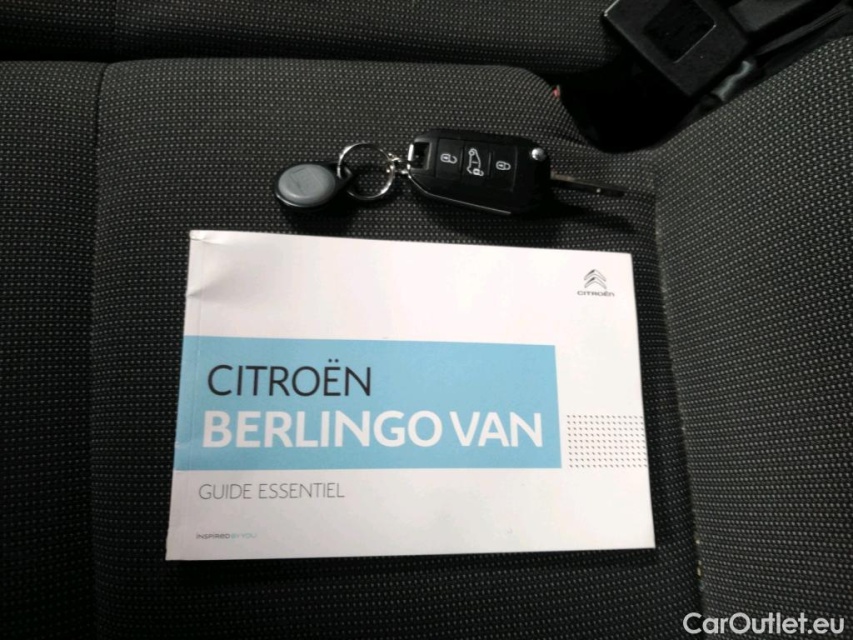 CITROËN
CITROËN
BERLINGO VAN
GUIDE ESSENTIEL
INSPIRED BY YOU
CarOutlet.eu